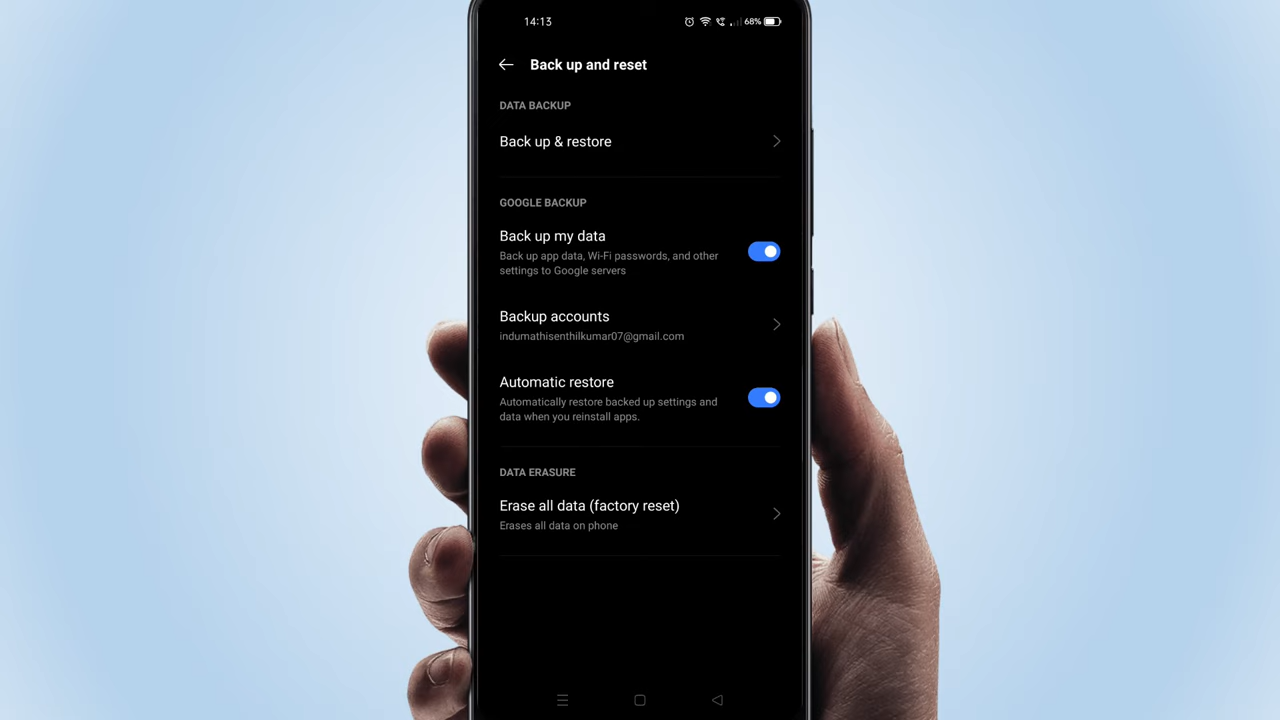 14:13
68%
Back up and reset
DATA BACKUP
Back up & restore
GOOGLE BACKUP
Back up my data
Back up app data, Wi-Fi passwords, and other
settings to Google servers
Backup accounts
indumathisenthilkumar07@gmail.com
Automatic restore
Automatically restore backed up settings and
data when you reinstall apps.
DATA ERASURE
Erase all data (factory reset)
Erases all data on phone